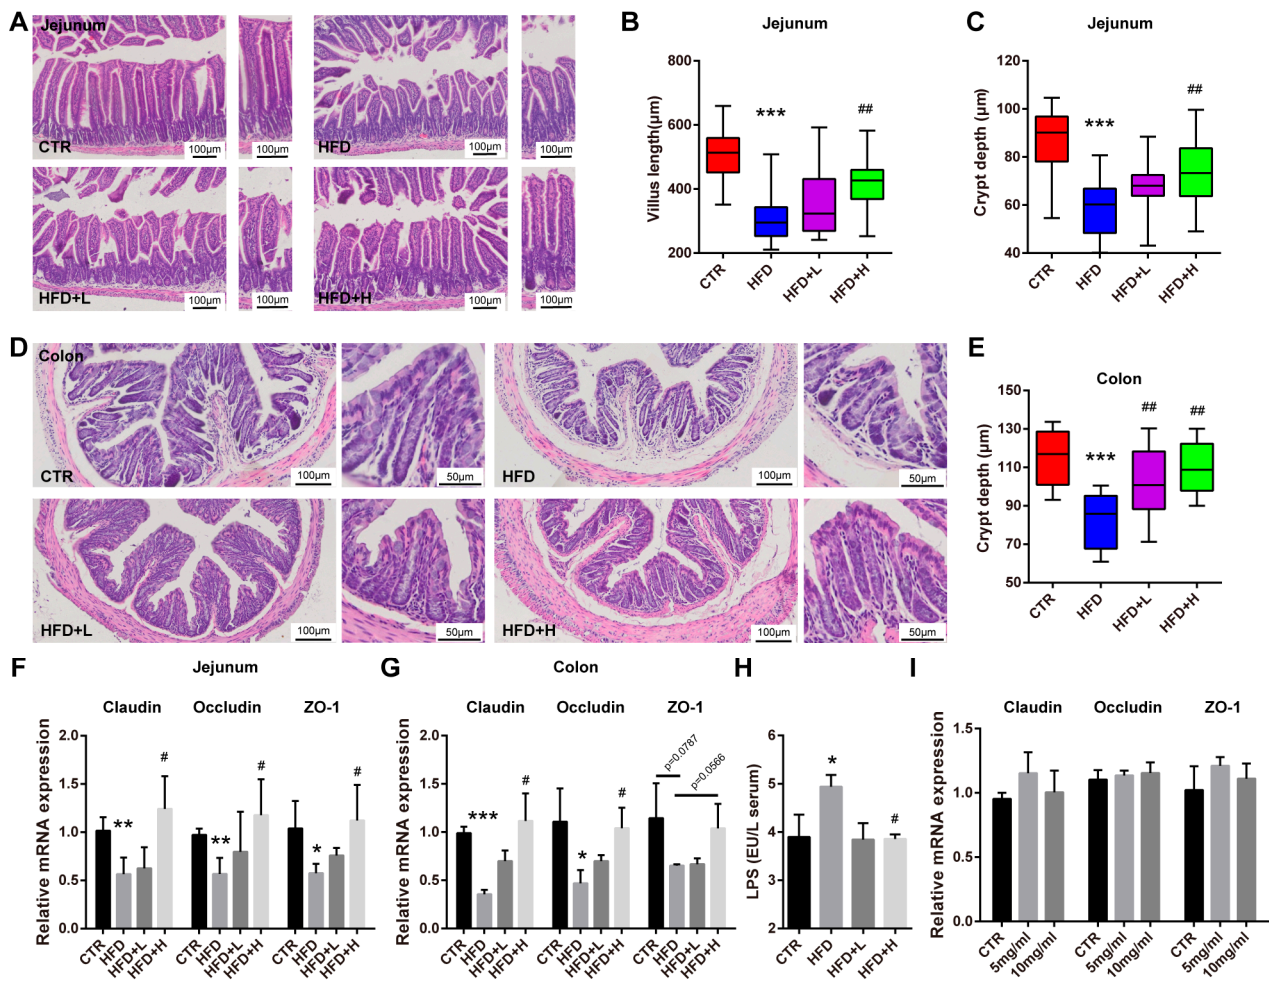 A
Jejunum
CTR
100µm
100µm
HFD
100µm
100µm
HFD+L
100µm
100µm
HFD+H
100µm
100µm
B
Jejunum
Villus length(µm)
800
600
400
200
***
##
CTR
HFD
HFD+L
HFD+H
C
Jejunum
Crypt depth (µm)
120
100
80
60
40
***
##
CTR
HFD
HFD+L
HFD+H
D
Colon
CTR
100µm
50µm
HFD
100µm
50µm
HFD+L
100µm
50µm
HFD+H
100µm
50µm
E
Colon
Crypt depth (µm)
150
130
110
90
70
50
***
##
##
CTR
HFD
HFD+L
HFD+H
F
Jejunum
Claudin
Occludin
ZO-1
Relative mRNA expression
2.0
1.5
1.0
0.5
0.0
**
#
**
#
*
#
CTR
HFD
HFD+L
HFD+H
CTR
HFD
HFD+L
HFD+H
CTR
HFD
HFD+L
HFD+H
G
Colon
Claudin
Occludin
ZO-1
Relative mRNA expression
2.0
1.5
1.0
0.5
0.0
***
#
*
#
p=0.0787
p=0.0566
CTR
HFD
HFD+L
HFD+H
CTR
HFD
HFD+L
HFD+H
CTR
HFD
HFD+L
HFD+H
H
LPS (EU/L serum)
6
5
4
3
2
*
#
CTR
HFD
HFD+L
HFD+H
I
Claudin
Occludin
ZO-1
Relative mRNA expression
1.5
1.0
0.5
0.0
CTR
5mg/ml
10mg/ml
CTR
5mg/ml
10mg/ml
CTR
5mg/ml
10mg/ml